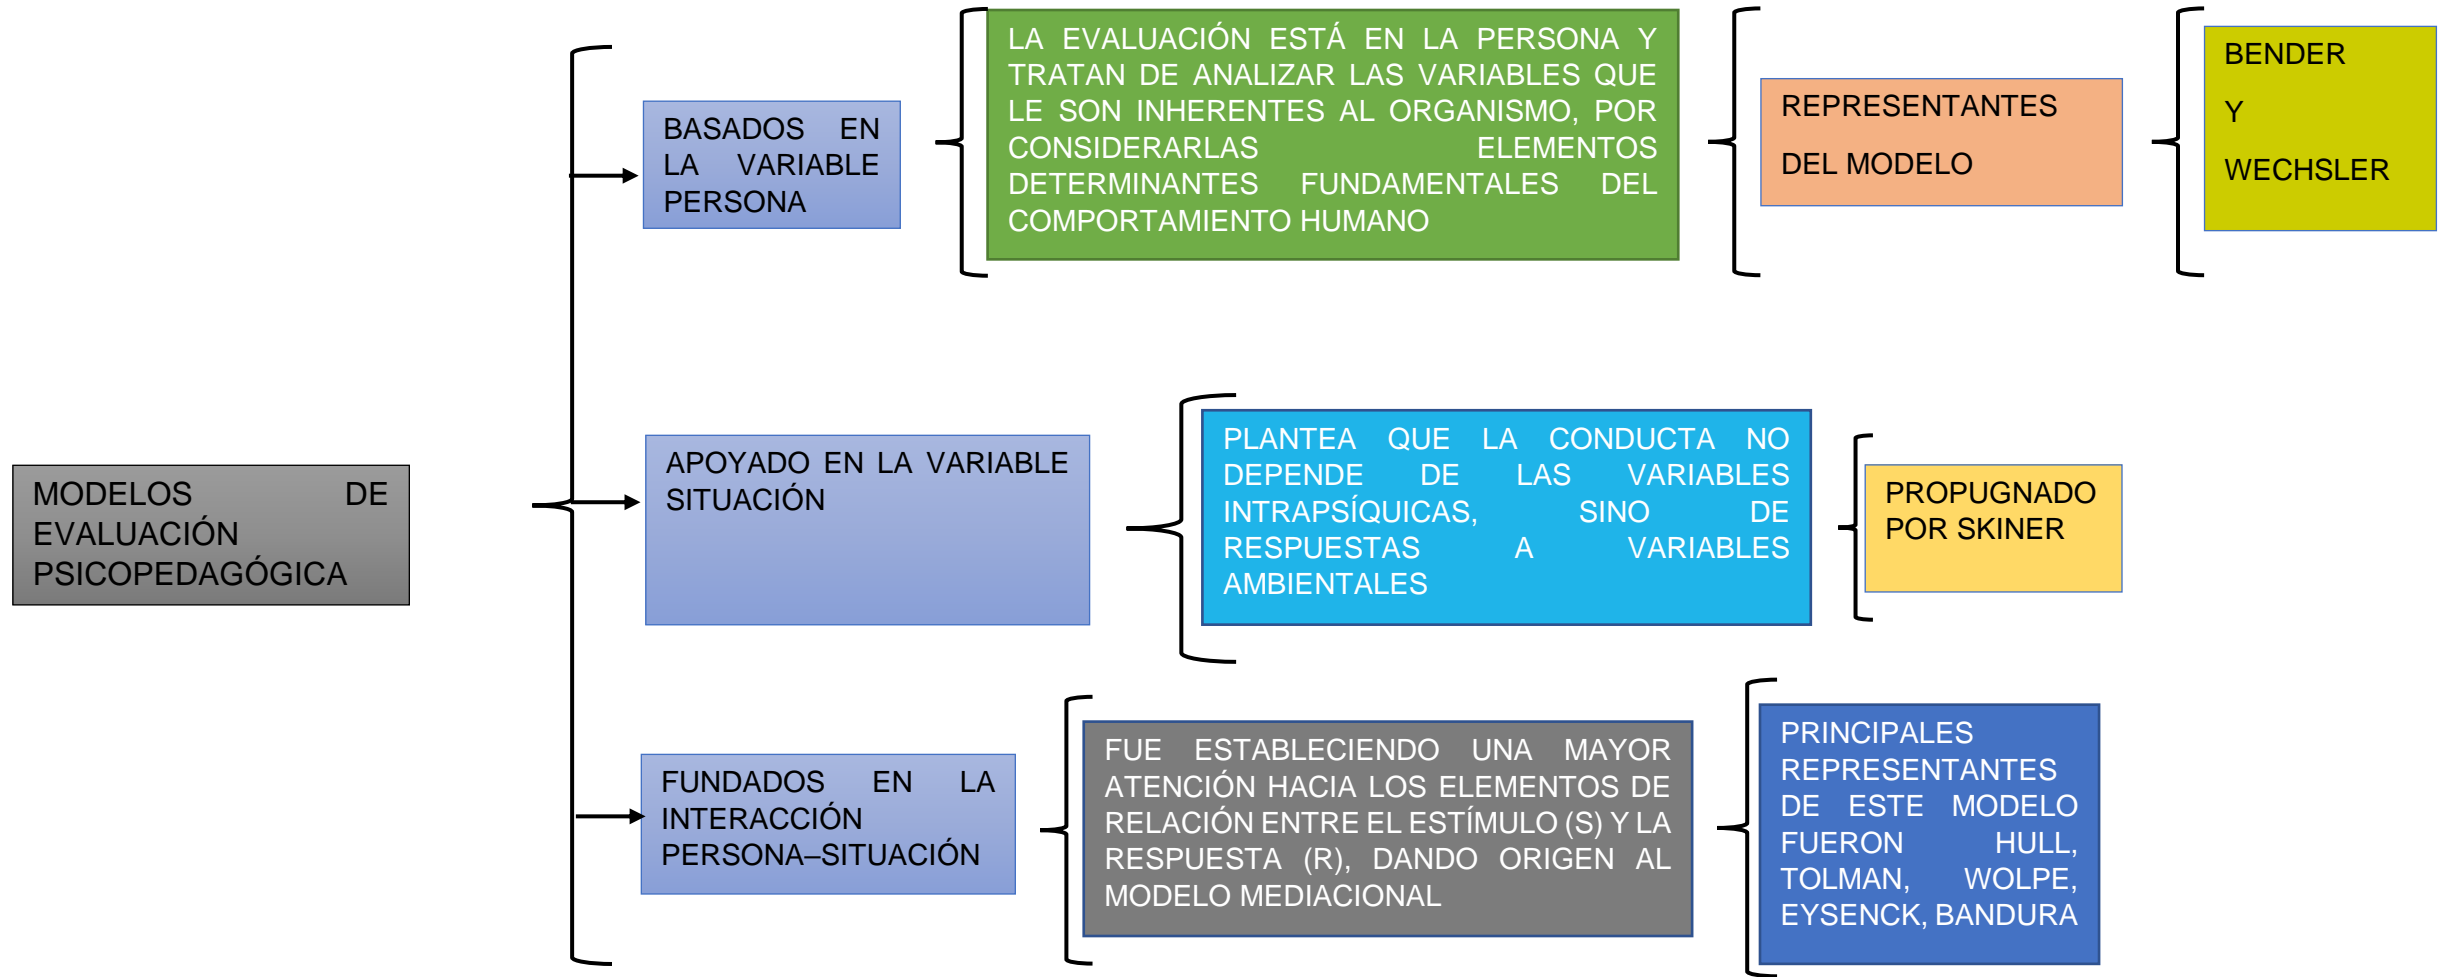 MODELOS DE
EVALUACIÓN
PSICOPEDAGÓGICA
BASADOS EN
LA VARIABLE
PERSONA
LA EVALUACIÓN ESTÁ EN LA PERSONA Y
TRATAN DE ANALIZAR LAS VARIABLES QUE
LE SON INHERENTES AL ORGANISMO, POR
CONSIDERARLAS ELEMENTOS
DETERMINANTES FUNDAMENTALES DEL
COMPORTAMIENTO HUMANO
REPRESENTANTES
DEL MODELO
BENDER
Y
WECHSLER
APOYADO EN LA VARIABLE
SITUACIÓN
PLANTEA QUE LA CONDUCTA NO
DEPENDE DE LAS VARIABLES
INTRAPSÍQUICAS, SINO DE
RESPUESTAS A VARIABLES
AMBIENTALES
PROPUGNADO
POR SKINER
FUNDADOS EN LA
INTERACCIÓN
PERSONA–SITUACIÓN
FUE ESTABLECIENDO UNA MAYOR
ATENCIÓN HACIA LOS ELEMENTOS DE
RELACIÓN ENTRE EL ESTÍMULO (S) Y LA
RESPUESTA (R), DANDO ORIGEN AL
MODELO MEDIACIONAL
PRINCIPALES
REPRESENTANTES
DE ESTE MODELO
FUERON HULL,
TOLMAN, WOLPE,
EYSENCK, BANDURA